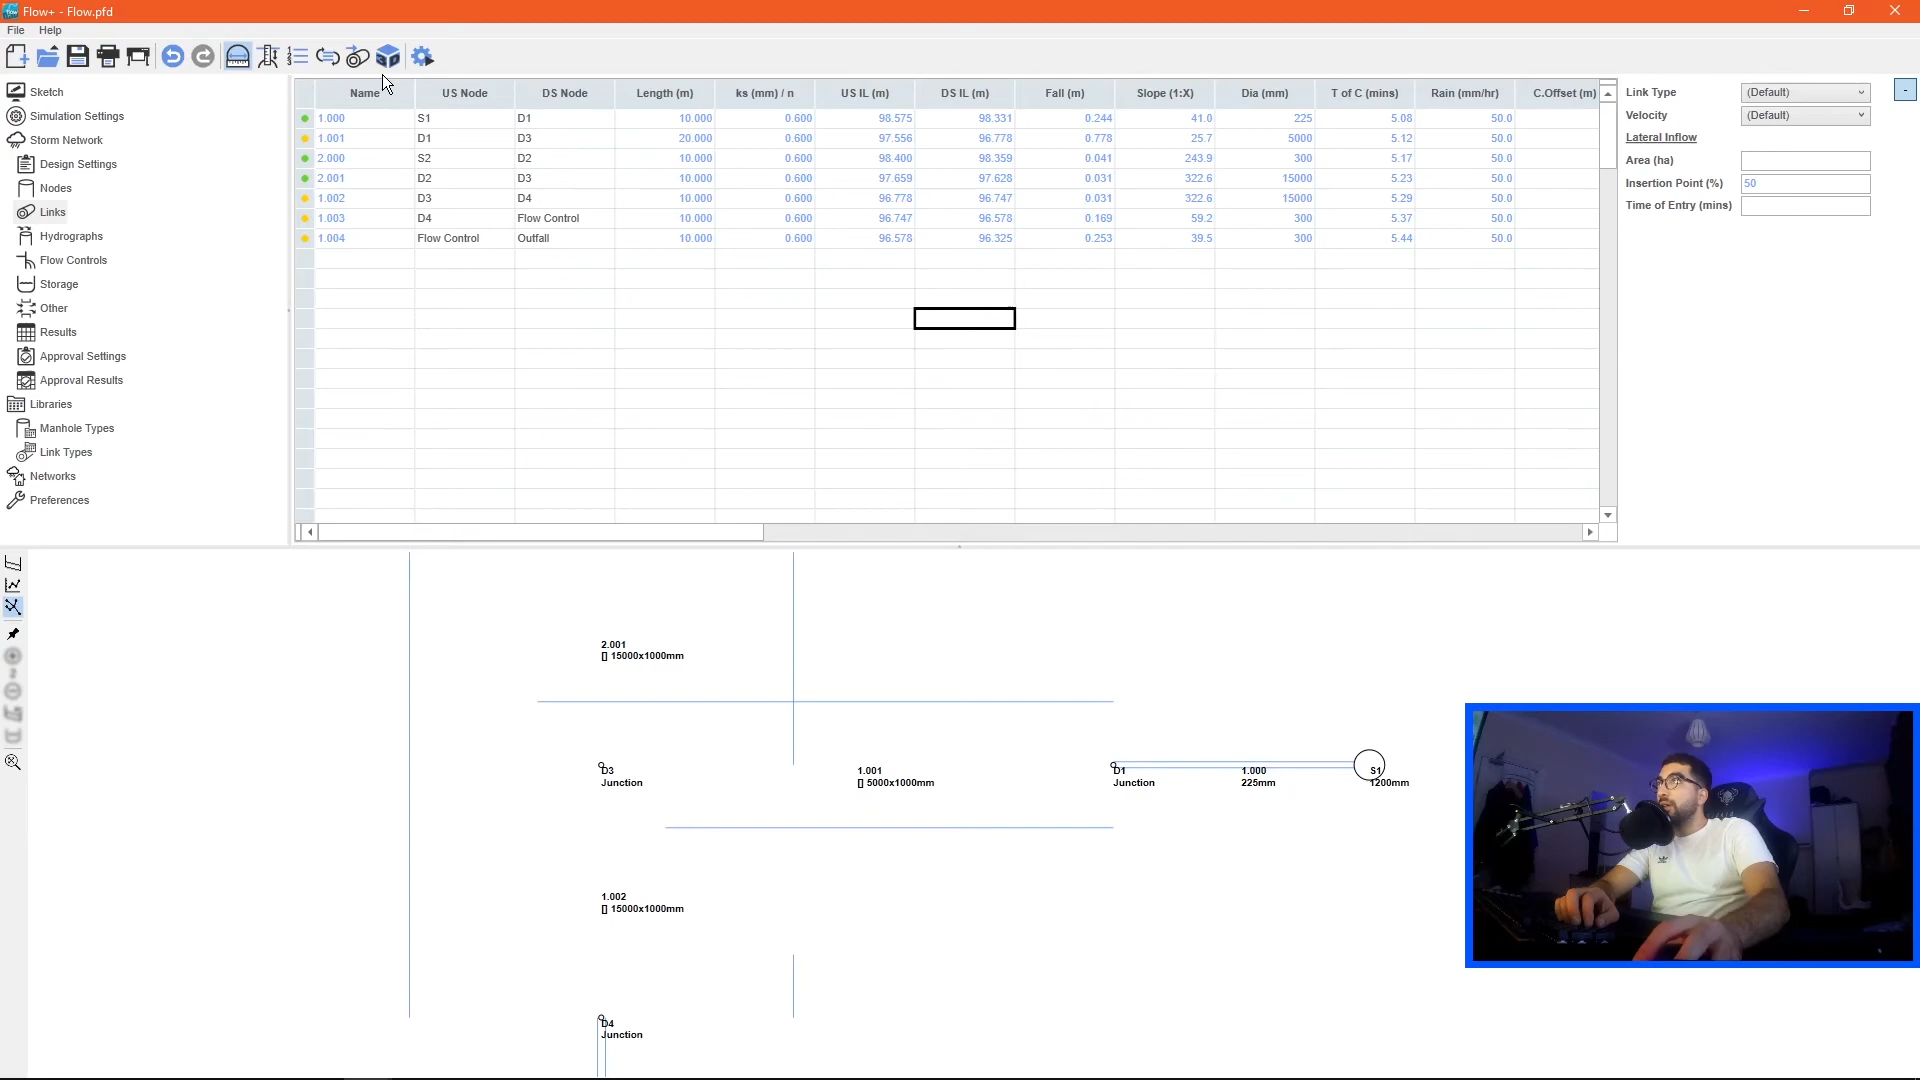 Flow+ - Flow.pfd
File Help
Sketch
Simulation Settings
Storm Network
Design Settings
Nodes
Links
Hydrographs
Flow Controls
Storage
Other
Results
Approval Settings
Approval Results
Libraries
Manhole Types
Link Types
Networks
Preferences
Name US Node DS Node Length (m) ks (mm) / n US IL (m) DS IL (m) Fall (m) Slope (1:X) Dia (mm) T of C (mins) Rain (mm/hr) C.Offset (m)
1.000 S1 D1 10.000 0.600 98.575 98.331 0.244 41.0 225 5.08 50.0
1.001 D1 D3 20.000 0.600 97.556 96.778 0.778 25.7 5000 5.12 50.0
2.000 S2 D2 10.000 0.600 98.400 98.359 0.041 243.9 300 5.17 50.0
2.001 D2 D3 10.000 0.600 97.659 97.628 0.031 322.6 15000 5.23 50.0
1.002 D3 D4 10.000 0.600 96.778 96.747 0.031 322.6 15000 5.29 50.0
1.003 D4 Flow Control 10.000 0.600 96.747 96.578 0.169 59.2 300 5.37 50.0
1.004 Flow Control Outfall 10.000 0.600 96.578 96.325 0.253 39.5 300 5.44 50.0
Link Type (Default)
Velocity (Default)
Lateral Inflow
Area (ha)
Insertion Point (%) 50
Time of Entry (mins)
2.001
[] 15000x1000mm
D3
Junction
1.001
[] 5000x1000mm
D1
Junction
1.000
225mm
S1
1200mm
1.002
[] 15000x1000mm
D4
Junction